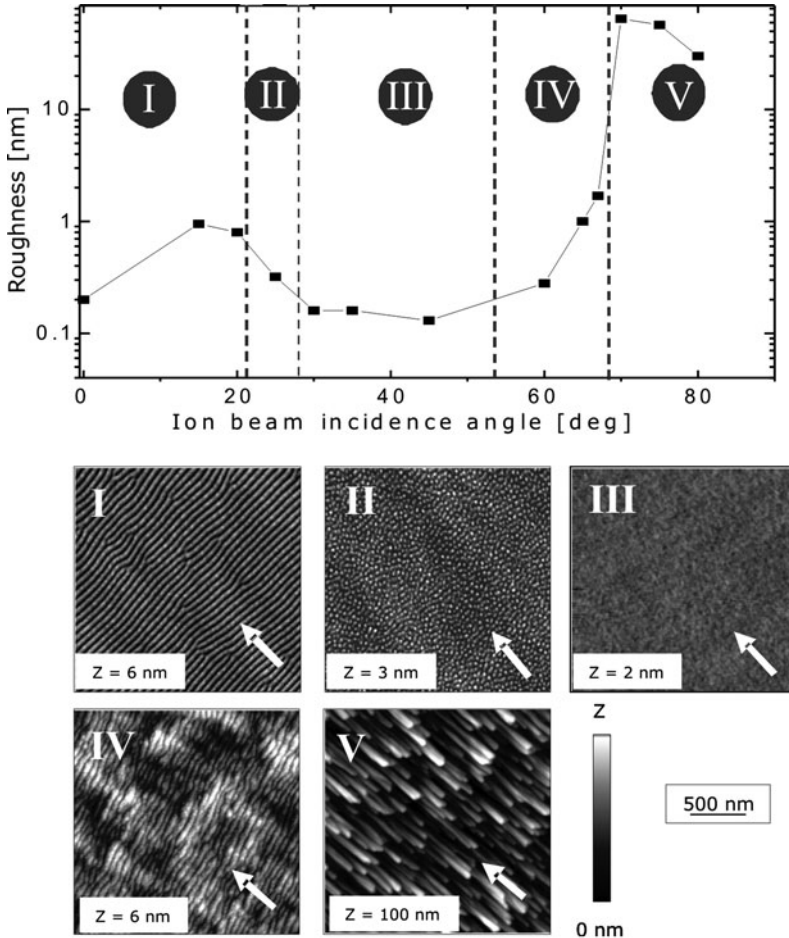 10
1
0.1
Roughness [nm]
I
II
III
IV
V
0
20
40
60
80
Ion beam incidence angle [deg]
I
Z = 6 nm
II
Z = 3 nm
III
Z = 2 nm
IV
Z = 6 nm
V
Z = 100 nm
Z
0 nm
500 nm